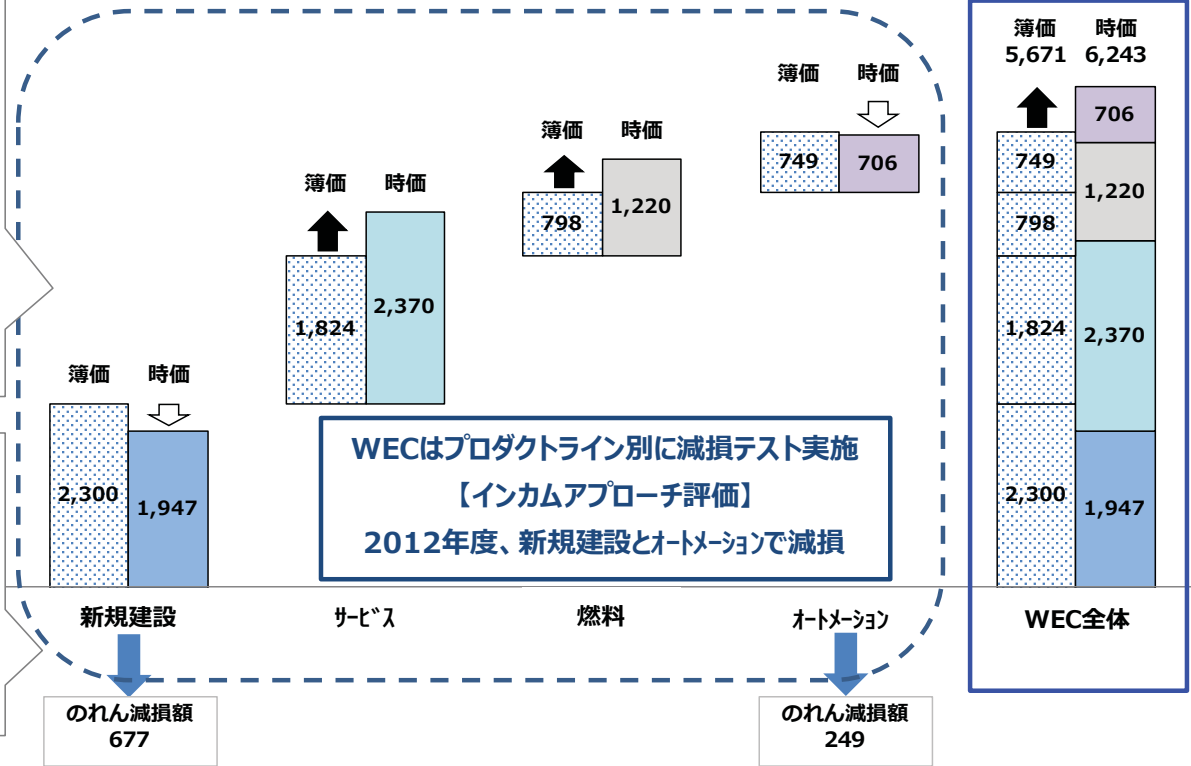 簿価 時価
5,671 6,243
706
749
1,220
798
1,824
2,370
2,300
1,947
WEC全体
簿価 時価
749 706
簿価 時価
798
1,220
簿価 時価
1,824
2,370
簿価 時価
2,300
1,947
WECはプロダクトライン別に減損テスト実施
【インカムアプローチ評価】
2012年度、新規建設とｵｰﾄﾒｰｼｮﾝで減損
新規建設 ｻｰﾋﾞｽ 燃料 ｵｰﾄﾒｰｼｮﾝ
のれん減損額
677
のれん減損額
249